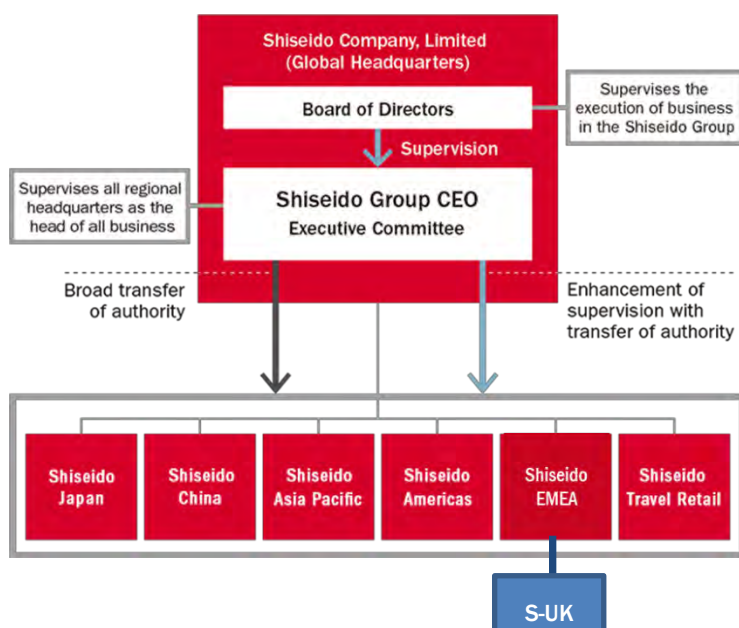 Shiseido Company, Limited
(Global Headquarters)
Board of Directors
Supervises the
execution of business
in the Shiseido Group
Supervision
Supervises all regional
headquarters as the
head of all business
Shiseido Group CEO
Executive Committee
Broad transfer
of authority
Enhancement of
supervision with
transfer of authority
Shiseido
Japan
Shiseido
China
Shiseido
Asia Pacific
Shiseido
Americas
Shiseido
EMEA
Shiseido
Travel Retail
S-UK